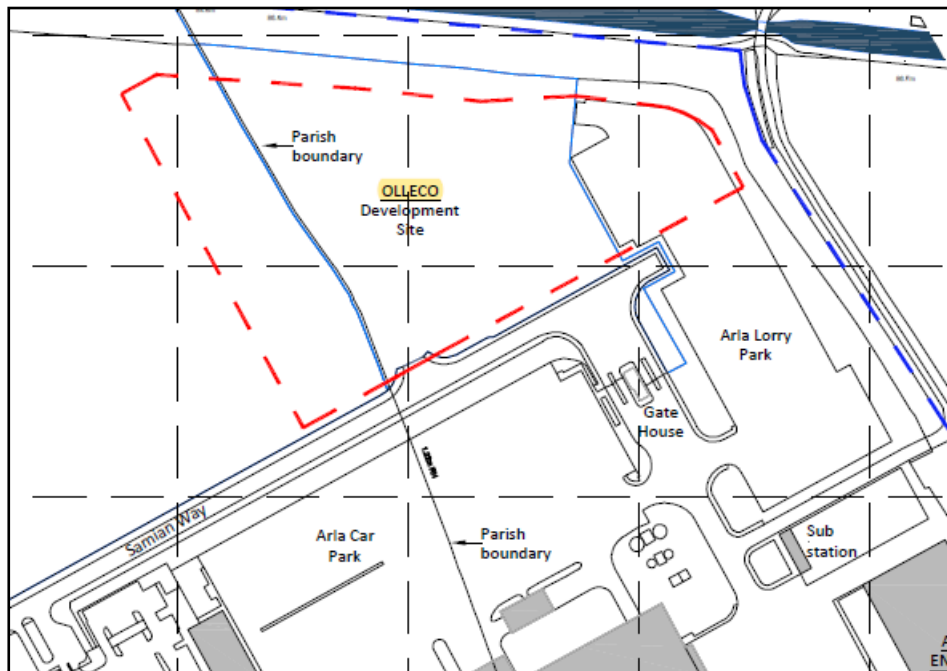 Parish
boundary
OLLECO
Development
Site
Arla Lorry
Park
Gate
House
Samian Way
Arla Car
Park
Parish
boundary
Sub
station
A
EN